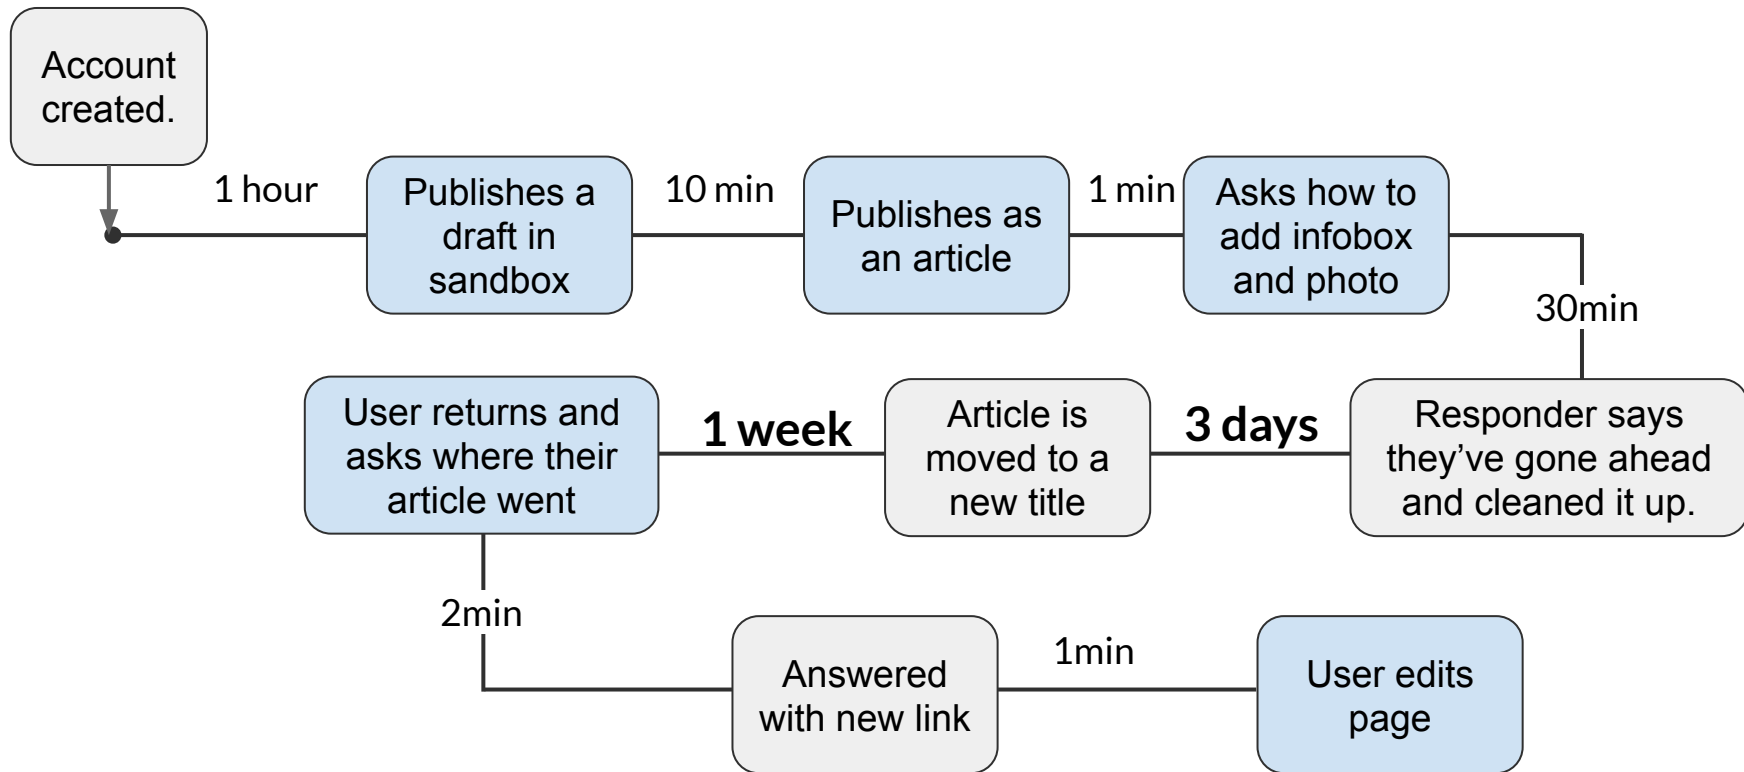 Account
created.
1 hour
Publishes a
draft in
sandbox
10 min
Publishes as
an article
1 min
Asks how to
add infobox
and photo
30min
Responder says
they’ve gone ahead
and cleaned it up.
3 days
Article is
moved to a
new title
1 week
User returns and
asks where their
article went
2min
Answered
with new link
1min
User edits
page